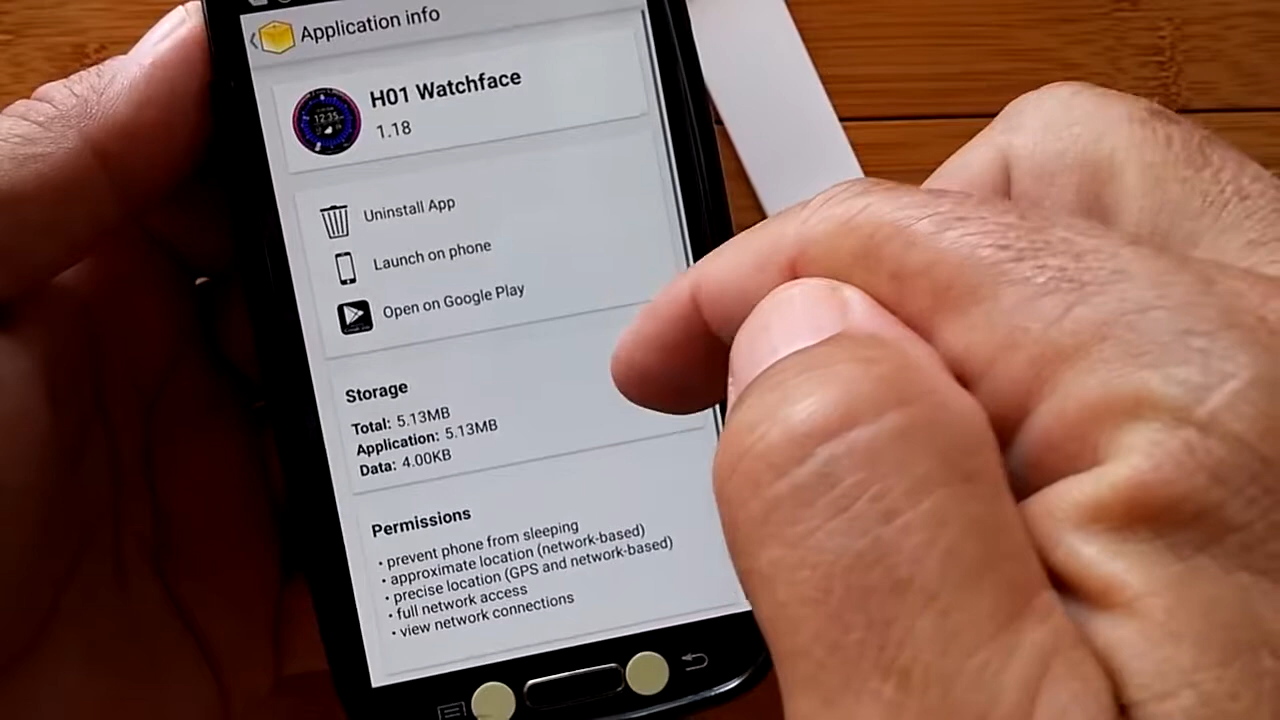 Application info
H01 Watchface
1.18
12:35
Uninstall App
Launch on phone
Open on Google Play
Storage
Total: 5.13MB
Application: 5.13MB
Data: 4.00KB
Permissions
• prevent phone from sleeping
• approximate location (network-based)
• precise location (GPS and network-based)
• full network access
• view network connections